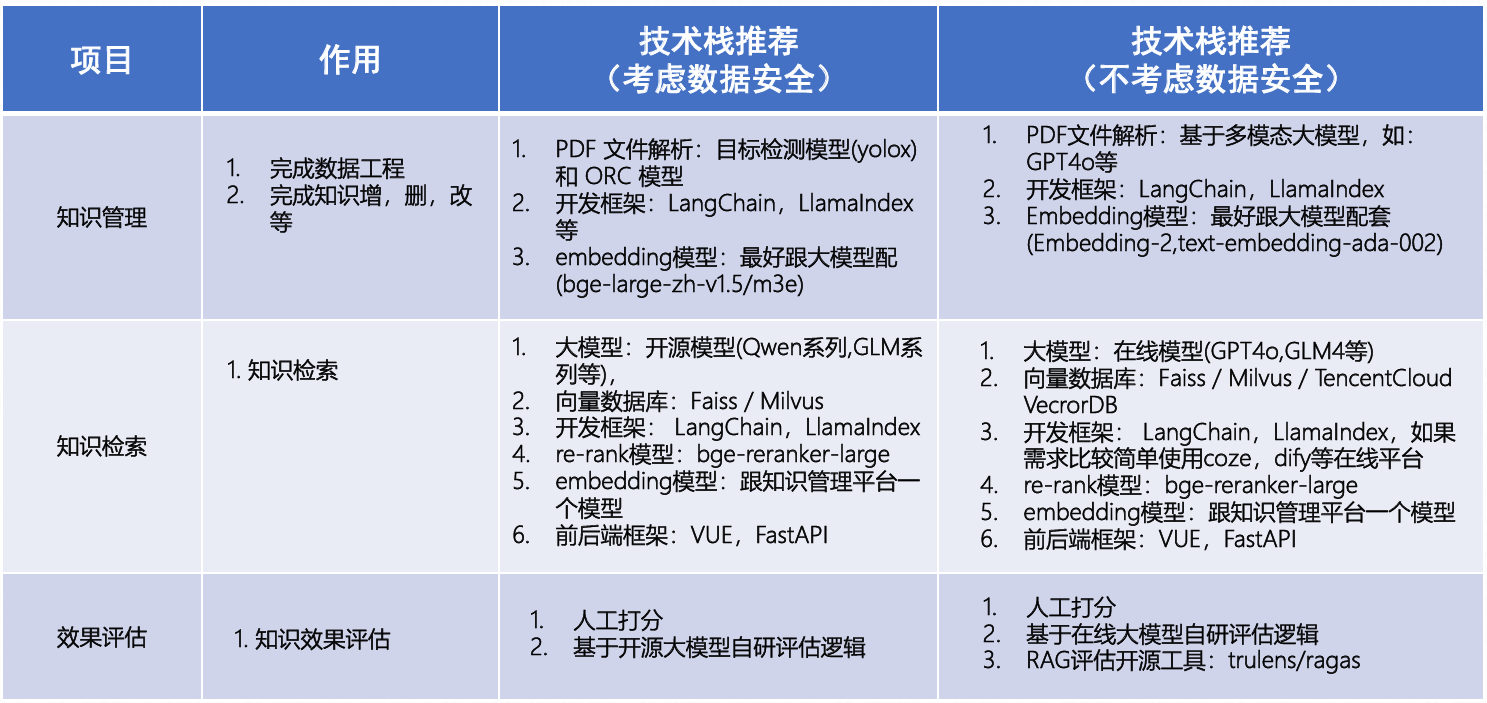 项目
作用
技术栈推荐
（考虑数据安全）
技术栈推荐
（不考虑数据安全）
知识管理
1. 完成数据工程
2. 完成知识增，删，改
等
1. PDF 文件解析：目标检测模型(yolox)
和 ORC 模型
2. 开发框架：LangChain，LlamaIndex
等
3. embedding模型：最好跟大模型配
(bge-large-zh-v1.5/m3e)
1. PDF文件解析：基于多模态大模型，如：
GPT4o等
2. 开发框架：LangChain，LlamaIndex
3. Embedding模型：最好跟大模型配套
(Embedding-2,text-embedding-ada-002)
知识检索
1. 知识检索
1. 大模型：开源模型(Qwen系列,GLM系
列等),
2. 向量数据库：Faiss / Milvus
3. 开发框架： LangChain，LlamaIndex
4. re-rank模型：bge-reranker-large
5. embedding模型：跟知识管理平台一
个模型
6. 前后端框架：VUE，FastAPI
1. 大模型：在线模型(GPT4o,GLM4等)
2. 向量数据库：Faiss / Milvus / TencentCloud
VecrorDB
3. 开发框架： LangChain，LlamaIndex，如果
需求比较简单使用coze，dify等在线平台
4. re-rank模型：bge-reranker-large
5. embedding模型：跟知识管理平台一个模型
6. 前后端框架：VUE，FastAPI
效果评估
1. 知识效果评估
1. 人工打分
2. 基于开源大模型自研评估逻辑
1. 人工打分
2. 基于在线大模型自研评估逻辑
3. RAG评估开源工具：trulens/ragas